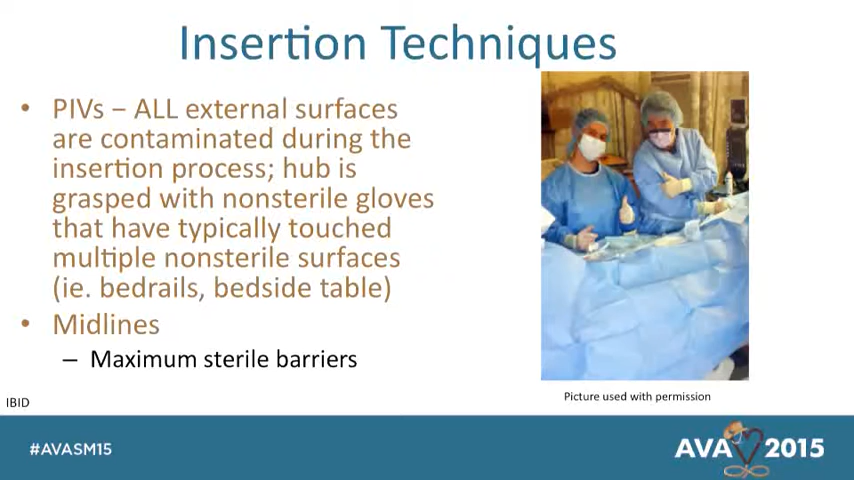 Insertion Techniques
• PIVs – ALL external surfaces
are contaminated during the
insertion process; hub is
grasped with nonsterile gloves
that have typically touched
multiple nonsterile surfaces
(ie. bedrails, bedside table)
• Midlines
– Maximum sterile barriers
IBID
Picture used with permission
#AVASM15
AVA 2015